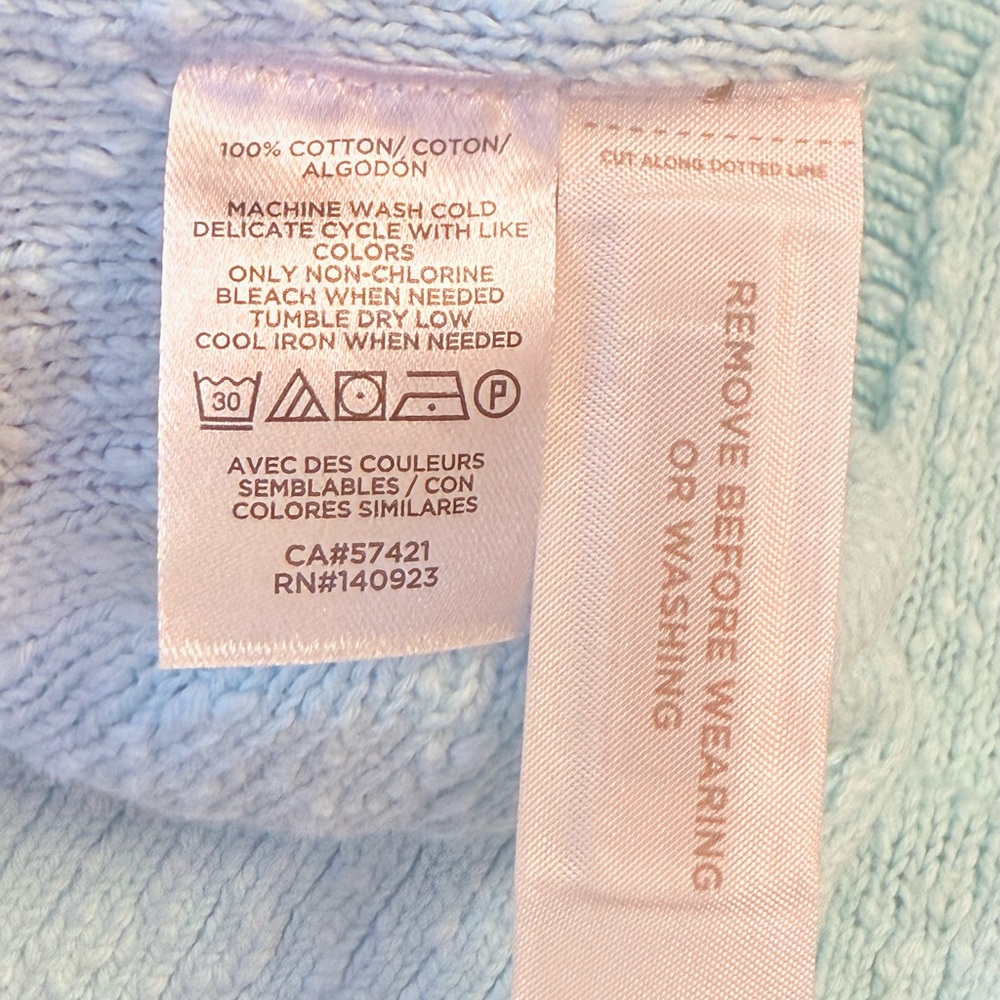 100% COTTON/ COTON/
ALGODÓN
MACHINE WASH COLD
DELICATE CYCLE WITH LIKE
COLORS
ONLY NON-CHLORINE
BLEACH WHEN NEEDED
TUMBLE DRY LOW
COOL IRON WHEN NEEDED
30
P
AVEC DES COULEURS
SEMBLABLES / CON
COLORES SIMILARES
CA#57421
RN#140923
CUT ALONG DOTTED LINE
REMOVE BEFORE WEARING
OR WASHING